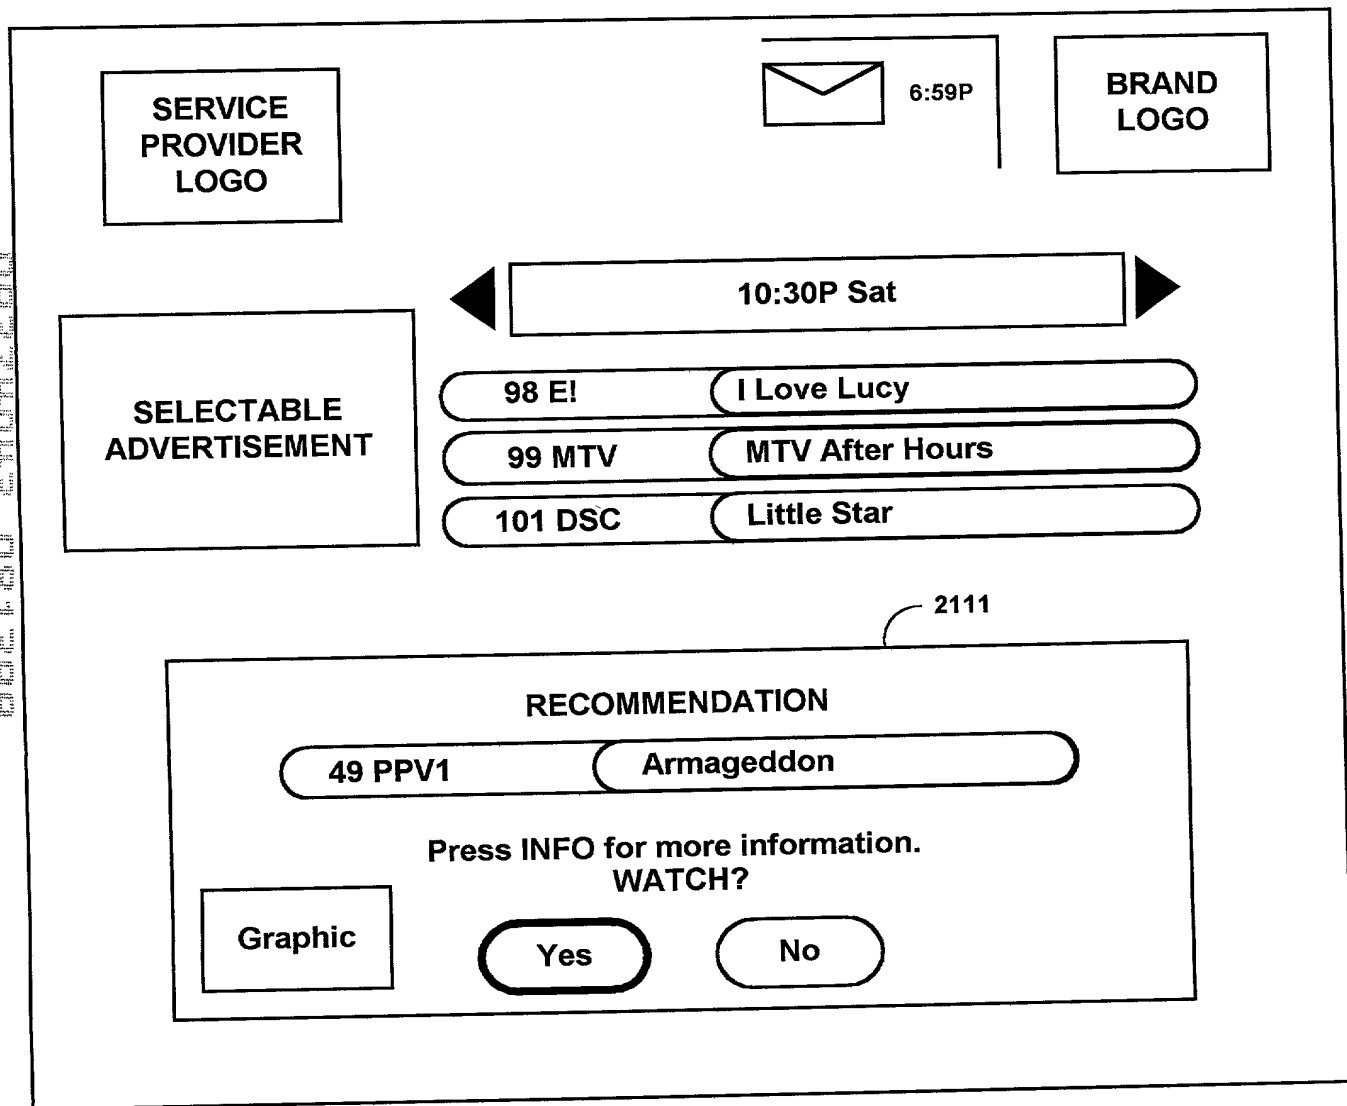 SERVICE
PROVIDER
LOGO
6:59P
BRAND
LOGO
10:30P Sat
SELECTABLE
ADVERTISEMENT
98 E! I Love Lucy
99 MTV MTV After Hours
101 DSC Little Star
2111
RECOMMENDATION
49 PPV1 Armageddon
Press INFO for more information.
WATCH?
Graphic
Yes
No